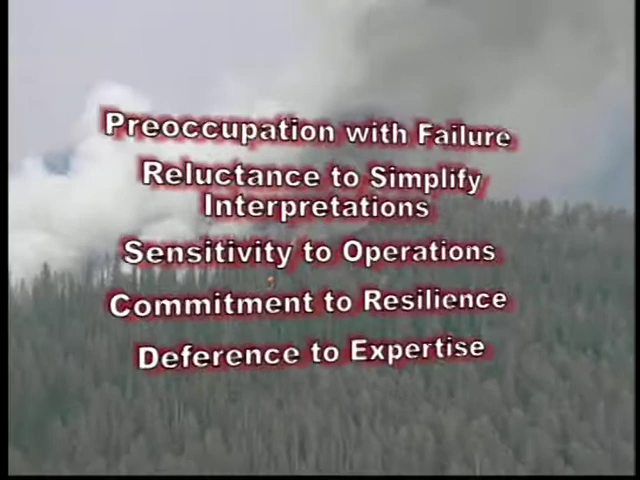 Preoccupation with Failure
Reluctance to Simplify
Interpretations
Sensitivity to Operations
Commitment to Resilience
Deference to Expertise